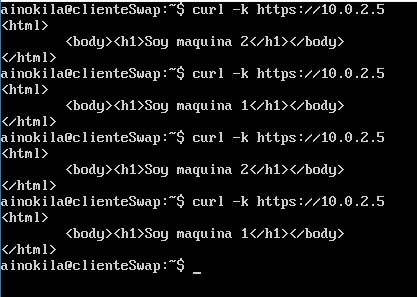 ainokila@clienteSwap:~$ curl -k https://10.0.2.5
<html>
        <body><h1>Soy maquina 2</h1></body>
</html>
ainokila@clienteSwap:~$ curl -k https://10.0.2.5
<html>
        <body><h1>Soy maquina 1</h1></body>
</html>
ainokila@clienteSwap:~$ curl -k https://10.0.2.5
<html>
        <body><h1>Soy maquina 2</h1></body>
</html>
ainokila@clienteSwap:~$ curl -k https://10.0.2.5
<html>
        <body><h1>Soy maquina 1</h1></body>
</html>
ainokila@clienteSwap:~$ _